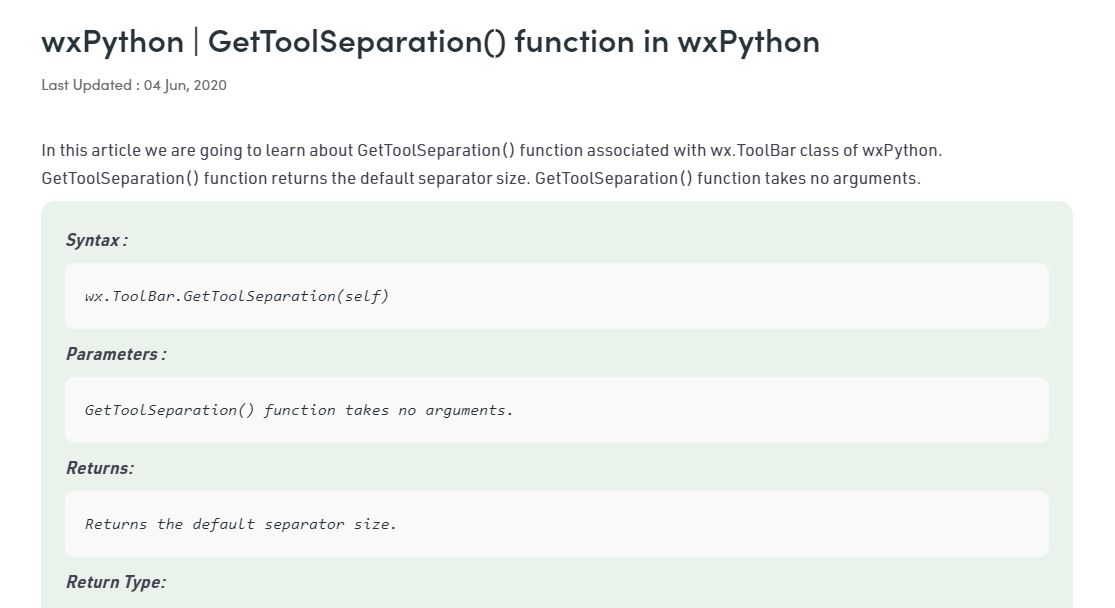 wxPython | GetToolSeparation() function in wxPython
Last Updated : 04 Jun, 2020
In this article we are going to learn about GetToolSeparation() function associated with wx.ToolBar class of wxPython.
GetToolSeparation() function returns the default separator size. GetToolSeparation() function takes no arguments.
Syntax :
wx.ToolBar.GetToolSeparation(self)
Parameters :
GetToolSeparation() function takes no arguments.
Returns:
Returns the default separator size.
Return Type: